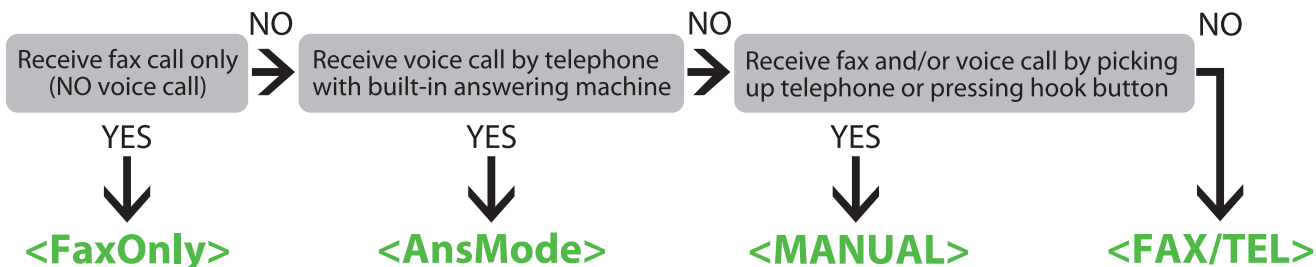 NO
NO
NO
Receive fax call only
(NO voice call)
Receive voice call by telephone
with built-in answering machine
Receive fax and/or voice call by picking
up telephone or pressing hook button
YES
YES
YES
<FaxOnly>
<AnsMode>
<MANUAL>
<FAX/TEL>